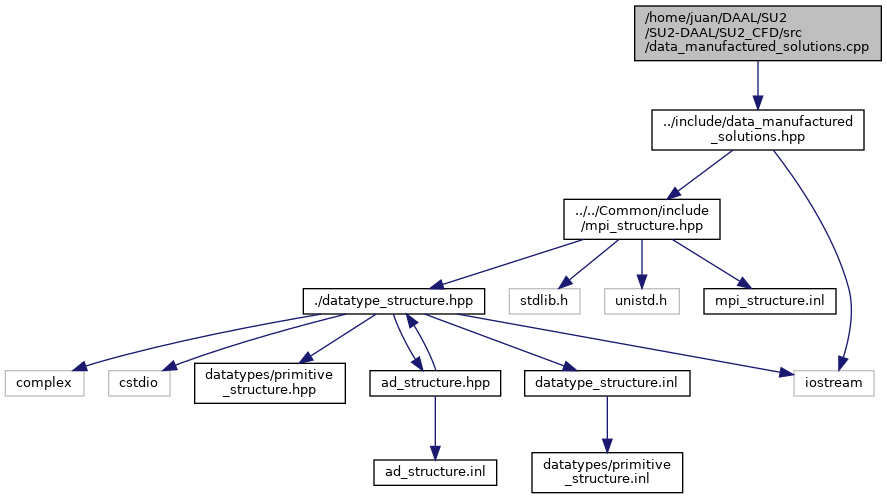 /home/juan/DAAL/SU2
/SU2-DAAL/SU2_CFD/src
/data_manufactured_solutions.cpp
../include/data_manufactured
_solutions.hpp
../../Common/include
/mpi_structure.hpp
./datatype_structure.hpp
stdlib.h
unistd.h
mpi_structure.inl
complex
cstdio
datatypes/primitive
_structure.hpp
ad_structure.hpp
datatype_structure.inl
iostream
ad_structure.inl
datatypes/primitive
_structure.inl